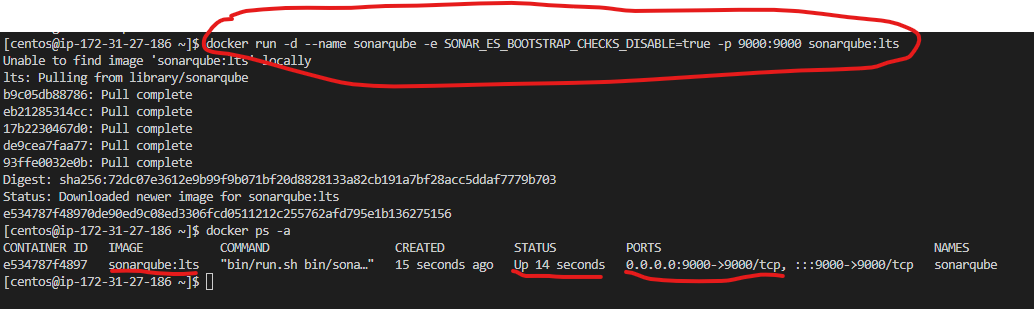 [centos@ip-172-31-27-186 ~]$ docker run -d --name sonarqube -e SONAR_ES_BOOTSTRAP_CHECKS_DISABLE=true -p 9000:9000 sonarqube:lts
Unable to find image 'sonarqube:lts' locally
lts: Pulling from library/sonarqube
b9c05db88786: Pull complete
eb21285314cc: Pull complete
17b2230467d0: Pull complete
de9cea7faa77: Pull complete
93ffe0032e0b: Pull complete
Digest: sha256:72dc07e3612e9b99f9b071bf20d8828133a82cb191a7bf28acc5ddaf7779b703
Status: Downloaded newer image for sonarqube:lts
e534787f48970de90ed9c08ed3306fcd0511212c255762afd795e1b136275156
[centos@ip-172-31-27-186 ~]$ docker ps -a
CONTAINER ID IMAGE COMMAND CREATED STATUS PORTS NAMES
e534787f4897 sonarqube:lts "bin/run.sh bin/sona…" 15 seconds ago Up 14 seconds 0.0.0.0:9000->9000/tcp, :::9000->9000/tcp sonarqube
[centos@ip-172-31-27-186 ~]$